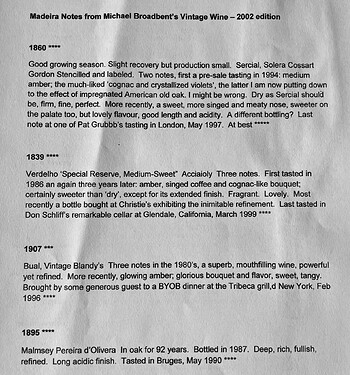 Madeira Notes from Michael Broadbent's Vintage Wine – 2002 edition
1860 ****
Good growing season. Slight recovery but production small. Sercial, Solera Cossart
Gordon Stencilled and labeled. Two notes, first a pre-sale tasting in 1994: medium
amber; the much-liked 'cognac and crystallized violets', the latter I am now putting down
to the effect of impregnated American old oak. I might be wrong. Dry as Sercial should
be, firm, fine, perfect. More recently, a sweet, more singed and meaty nose, sweeter on
the palate too, but lovely flavour, good length and acidity. A different bottling? Last
note at one of Pat Grubbb's tasting in London, May 1997. At best *****
1839 ****
Verdelho 'Special Reserve, Medium-Sweet" Acciaioly Three notes. First tasted in
1986 an again three years later: amber, singed coffee and cognac-like bouquet;
certainly sweeter than 'dry', except for its extended finish. Fragrant. Lovely. Most
recently a bottle bought at Christie's exhibiting the inimitable refinement. Last tasted in
Don Schliff's remarkable cellar at Glendale, California, March 1999 ****
1907 ***
Bual, Vintage Blandy's Three notes in the 1980's, a superb, mouthfilling wine, powerful
yet refined. More recently, glowing amber; glorious bouquet and flavor, sweet, tangy.
Brought by some generous guest to a BYOB dinner at the Tribeca grill,d New York, Feb
1996 ****
1895 ****
Malmsey Pereira d'Olivera In oak for 92 years. Bottled in 1987. Deep, rich, fullish,
refined. Long acidic finish. Tasted in Bruges, May 1990 ****